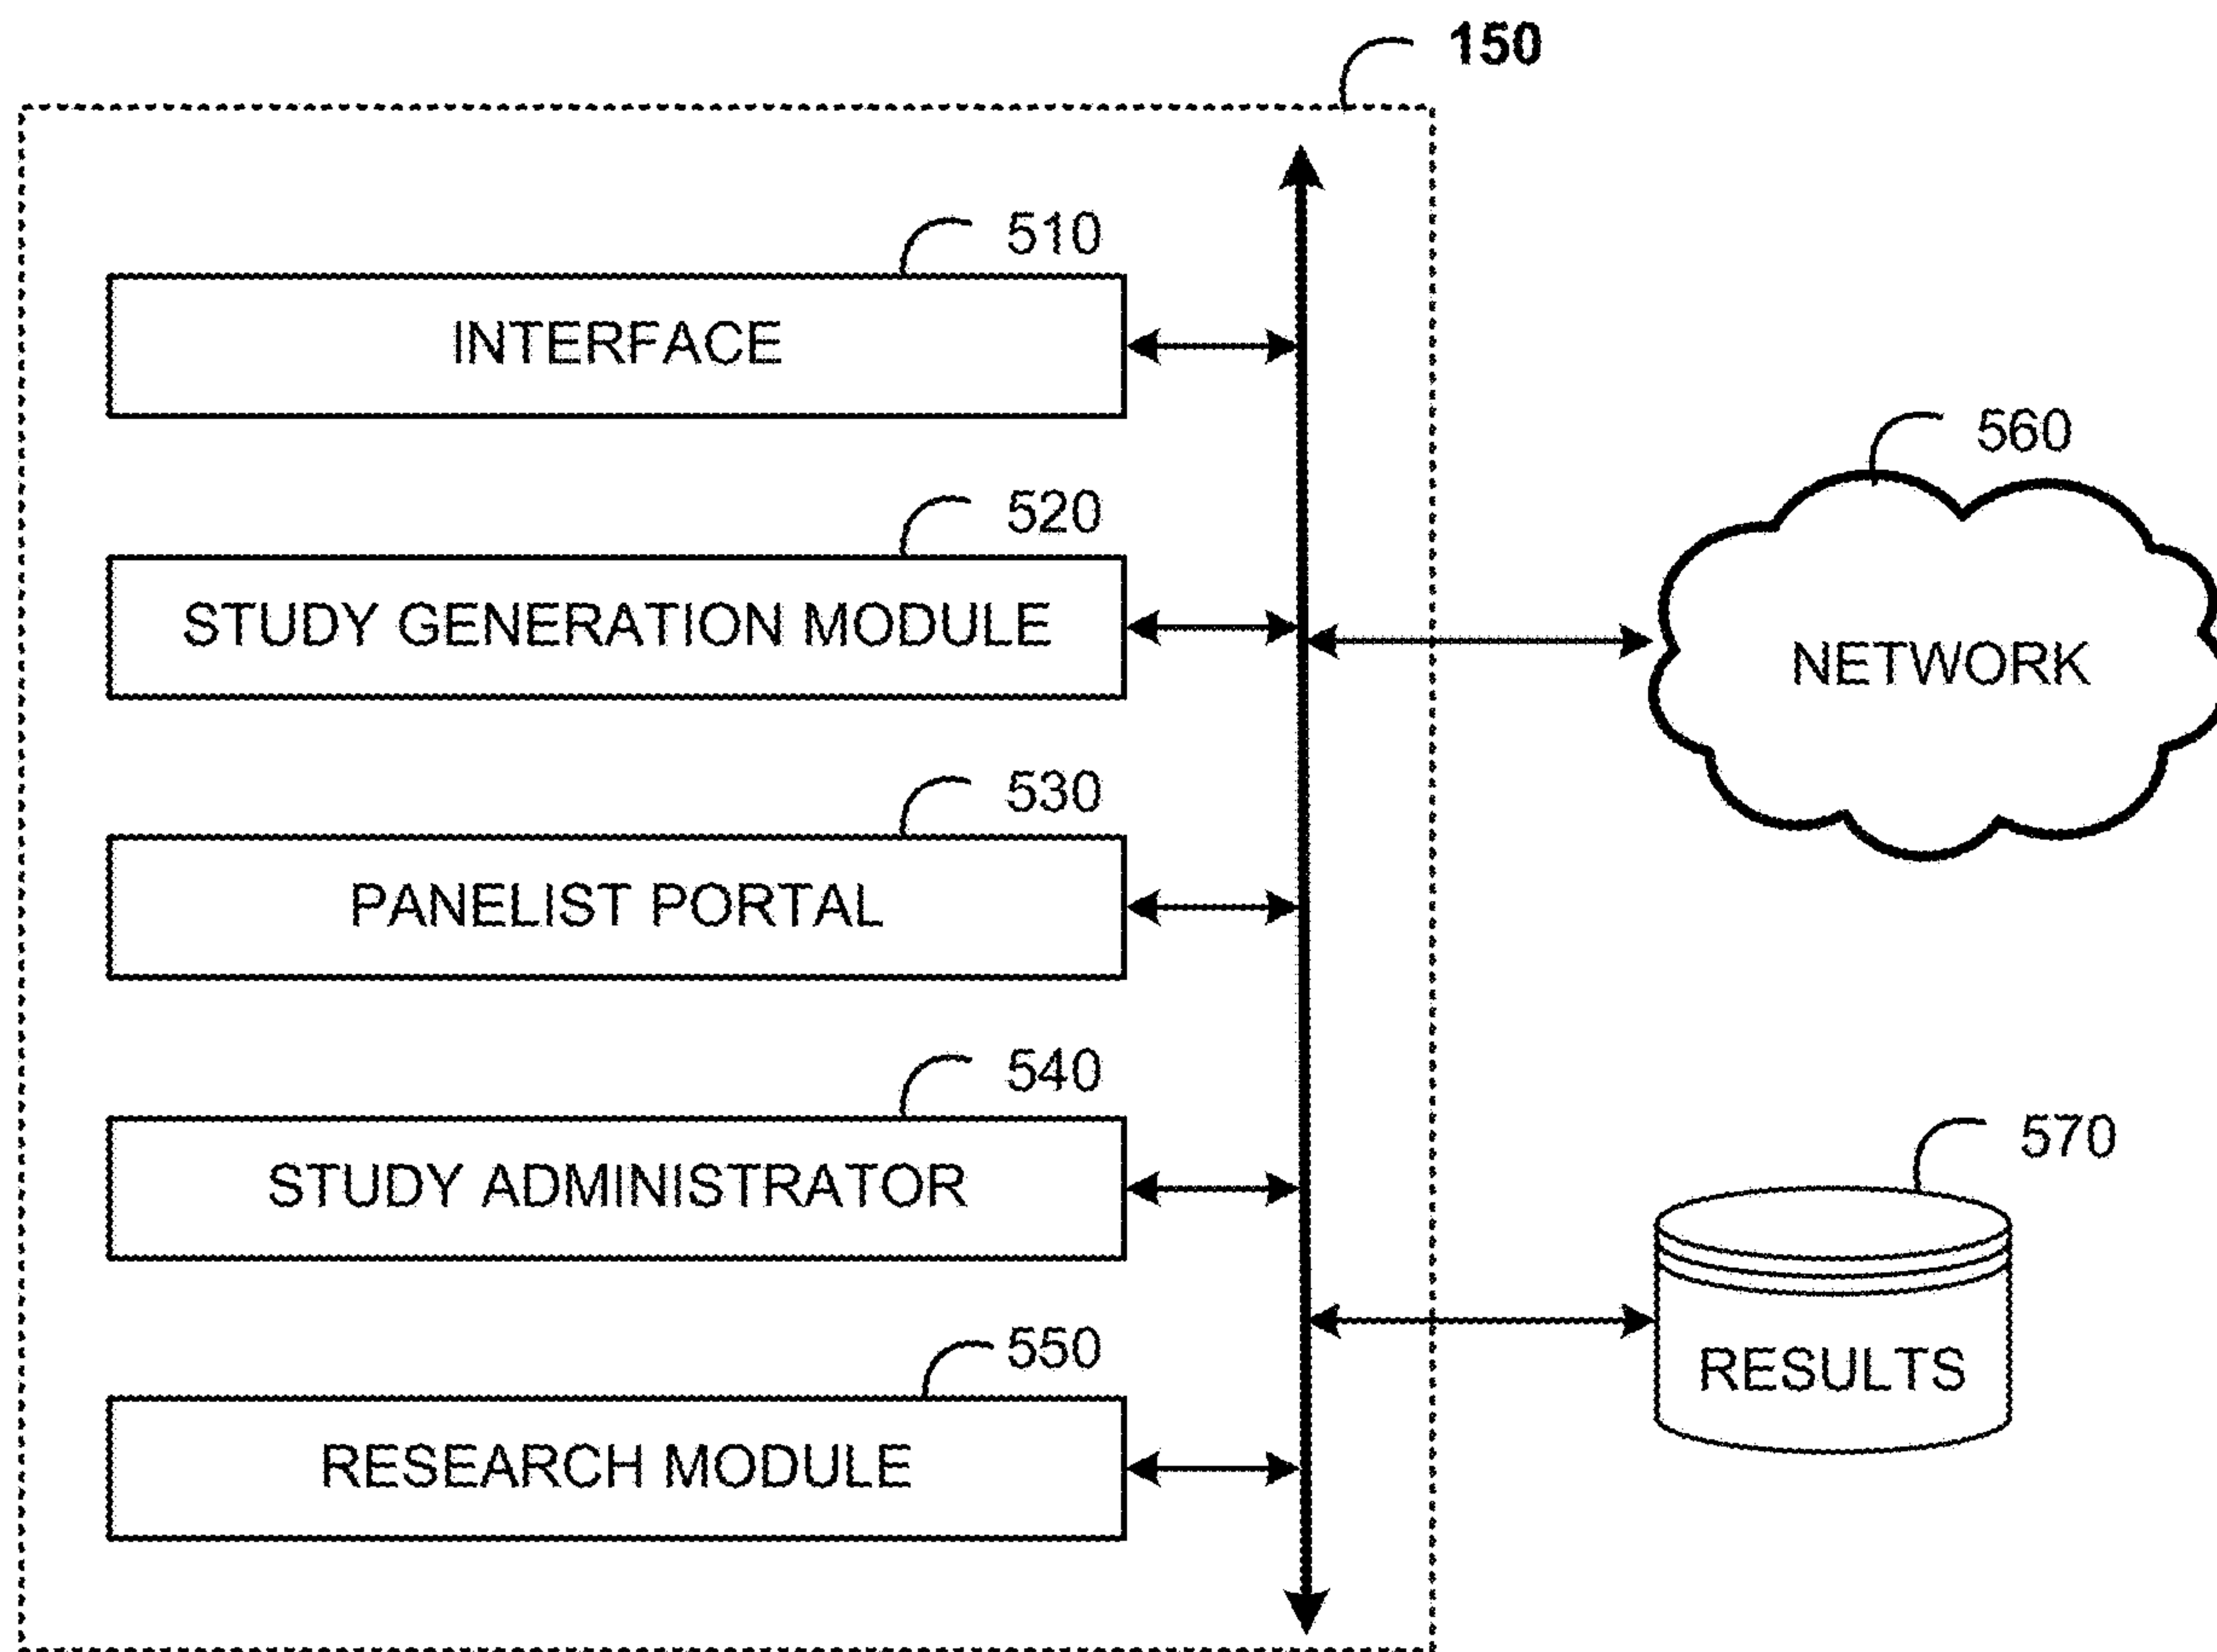 150
510
INTERFACE
520
STUDY GENERATION MODULE
560
NETWORK
530
PANELIST PORTAL
540
STUDY ADMINISTRATOR
570
RESULTS
550
RESEARCH MODULE